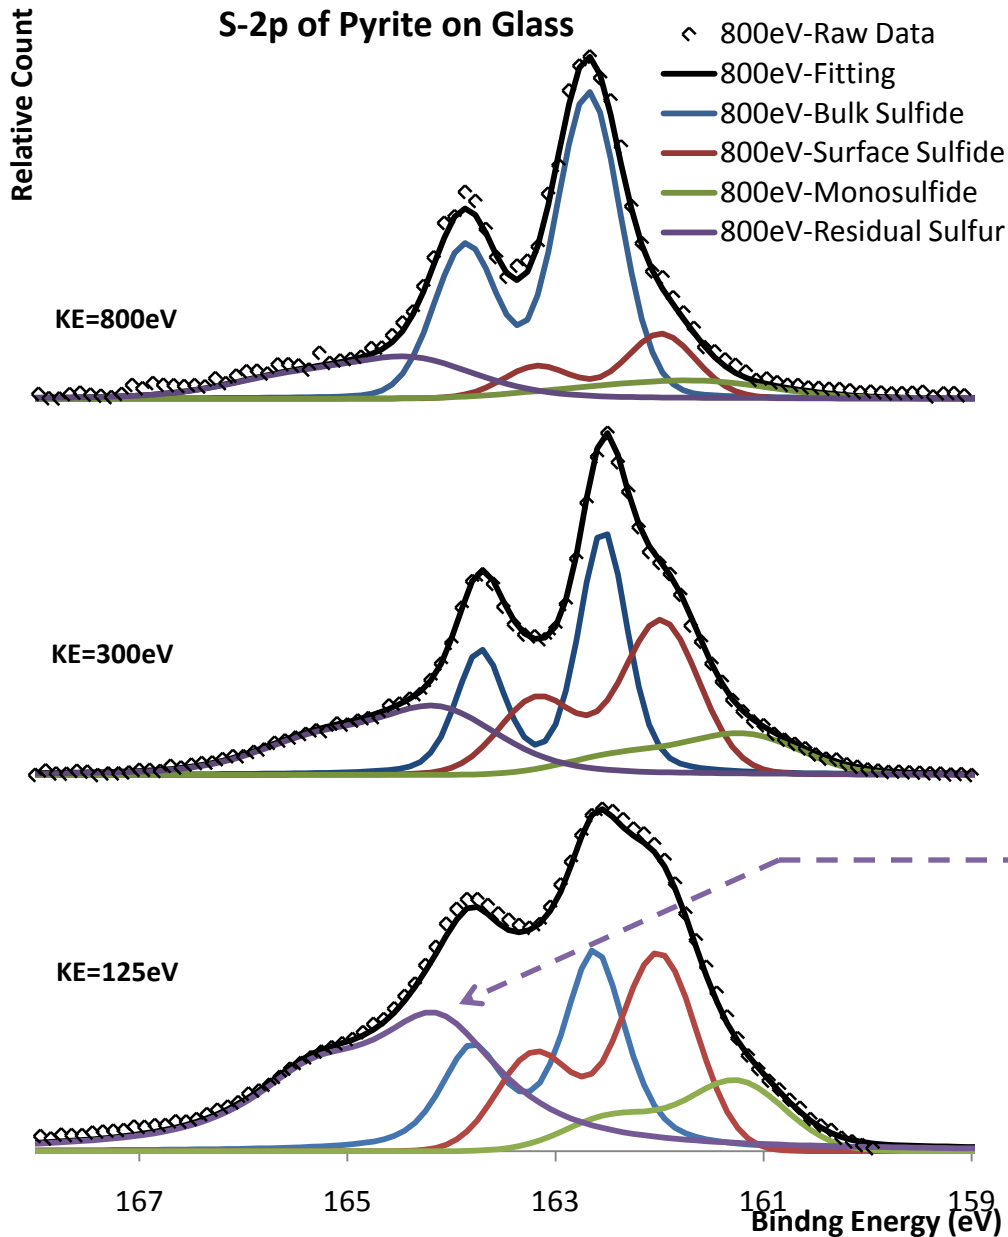 S-2p of Pyrite on Glass
Relative Count
800eV-Raw Data
800eV-Fitting
800eV-Bulk Sulfide
800eV-Surface Sulfide
800eV-Monosulfide
800eV-Residual Sulfur
KE=800eV
KE=300eV
KE=125eV
167 165 163 161 159
Bindng Energy (eV)